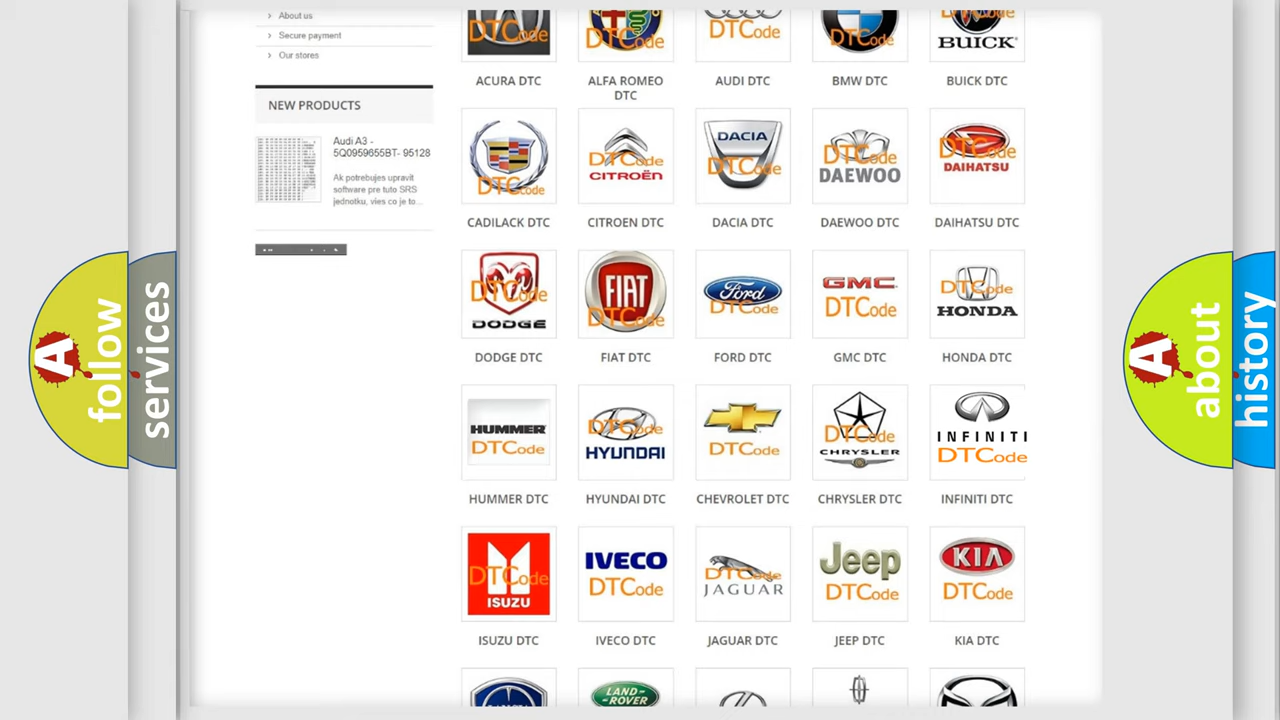 About us
Secure payment
Our stores
NEW PRODUCTS
Audi A3 -
5Q0959655BT- 95128
Ak potrebujes upravit
software pre tuto SRS
jednotku, vies co je to...
DTCode
DTCode
DTCode
DTCode
BUICK
ACURA DTC
ALFA ROMEO
DTC
AUDI DTC
BMW DTC
BUICK DTC
DTCode
DTCode
CITROËN
DACIA
DTCode
DTCode
DAEWOO
DTCode
DAIHATSU
CADILACK DTC
CITROEN DTC
DACIA DTC
DAEWOO DTC
DAIHATSU DTC
DTCode
DODGE
FIAT
DTCode
Ford
DTCode
GMC
DTCode
DTCode
HONDA
DODGE DTC
FIAT DTC
FORD DTC
GMC DTC
HONDA DTC
HUMMER
DTCode
DTCode
HYUNDAI
DTCode
DTCode
CHRYSLER
INFINITI
DTCode
HUMMER DTC
HYUNDAI DTC
CHEVROLET DTC
CHRYSLER DTC
INFINITI DTC
DTCode
ISUZU
IVECO
DTCode
DTCode
JAGUAR
Jeep
DTCode
KIA
DTCode
ISUZU DTC
IVECO DTC
JAGUAR DTC
JEEP DTC
KIA DTC
LAND-
ROVER
A follow
services
A about
history